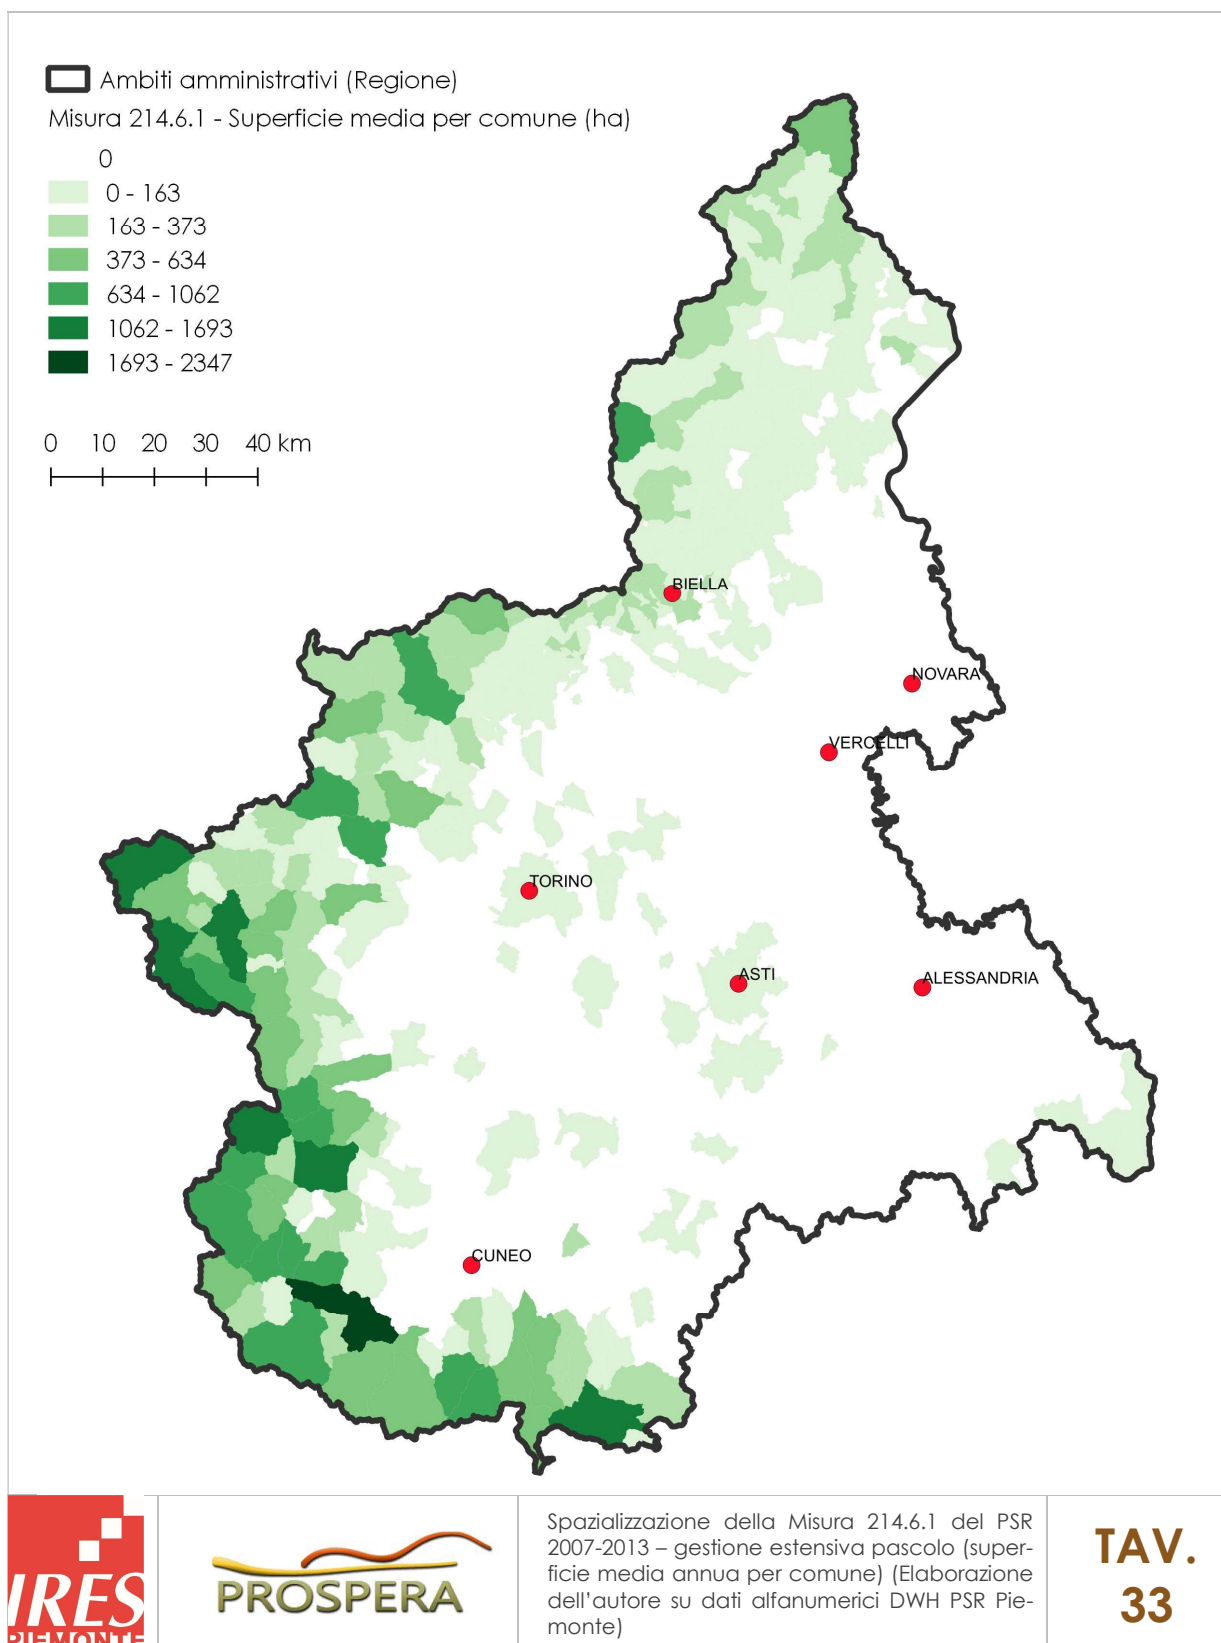 Ambiti amministrativi (Regione)
Misura 214.6.1 - Superficie media per comune (ha)
0
0 - 163
163 - 373
373 - 634
634 - 1062
1062 - 1693
1693 - 2347
0 10 20 30 40 km
BIELLA
NOVARA
VERCELLI
TORINO
ASTI
ALESSANDRIA
CUNEO
IRES
PIEMONTE
PROSPERA
Spazializzazione della Misura 214.6.1 del PSR
2007-2013 – gestione estensiva pascolo (super-
ficie media annua per comune) (Elaborazione
dell'autore su dati alfanumerici DWH PSR Pie-
monte)
TAV.
33